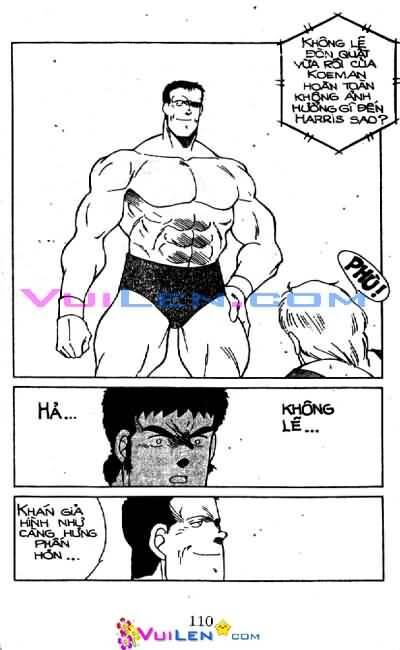 KHÔNG LẼ
ĐÒN QUẬT
VỪA RỒI CỦA
KOEMAN
HOÀN TOÀN
KHÔNG ẢNH
HƯỞNG GÌ ĐẾN
HARRIS SAO?
PHÙ!
VUILEN.COM
HẢ...
KHÔNG
LẼ...
KHÁN GIẢ
HÌNH NHƯ
CÀNG HƯNG
PHẤN
HƠN...
110
VUILEN COM